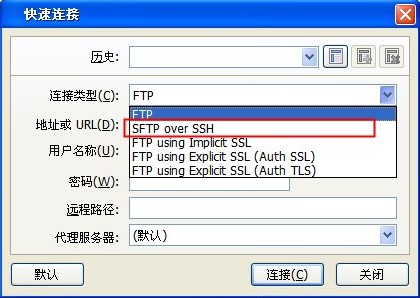 快速连接
历史:
连接类型(C): FTP
FTP
地址或 URL(D): SFTP over SSH
FTP using Implicit SSL
用户名称(U): FTP using Explicit SSL (Auth SSL)
FTP using Explicit SSL (Auth TLS)
密码(W):
远程路径:
代理服务器: (默认)
默认 连接(C) 关闭